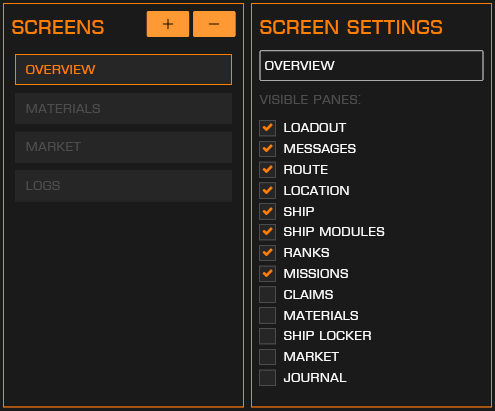 SCREENS
+ −
OVERVIEW
MATERIALS
MARKET
LOGS
SCREEN SETTINGS
OVERVIEW
VISIBLE PANES:
LOADOUT
MESSAGES
ROUTE
LOCATION
SHIP
SHIP MODULES
RANKS
MISSIONS
CLAIMS
MATERIALS
SHIP LOCKER
MARKET
JOURNAL